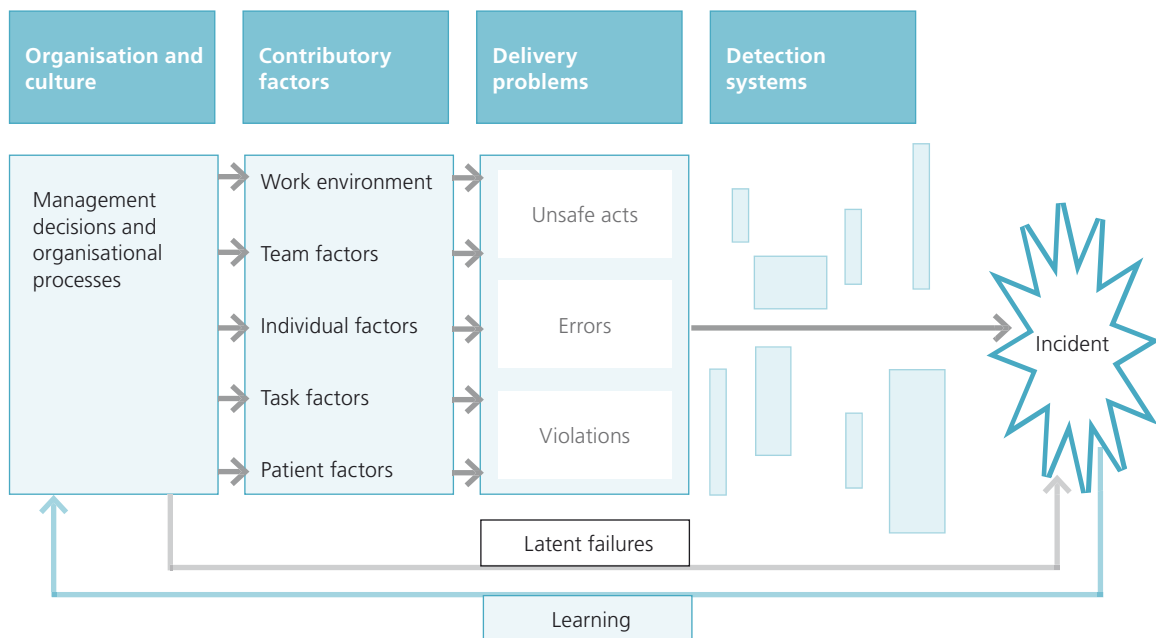 Organisation and
culture
Contributory
factors
Delivery
problems
Detection
systems
Management
decisions and
organisational
processes
Work environment
Team factors
Individual factors
Task factors
Patient factors
Unsafe acts
Errors
Violations
Incident
Latent failures
Learning